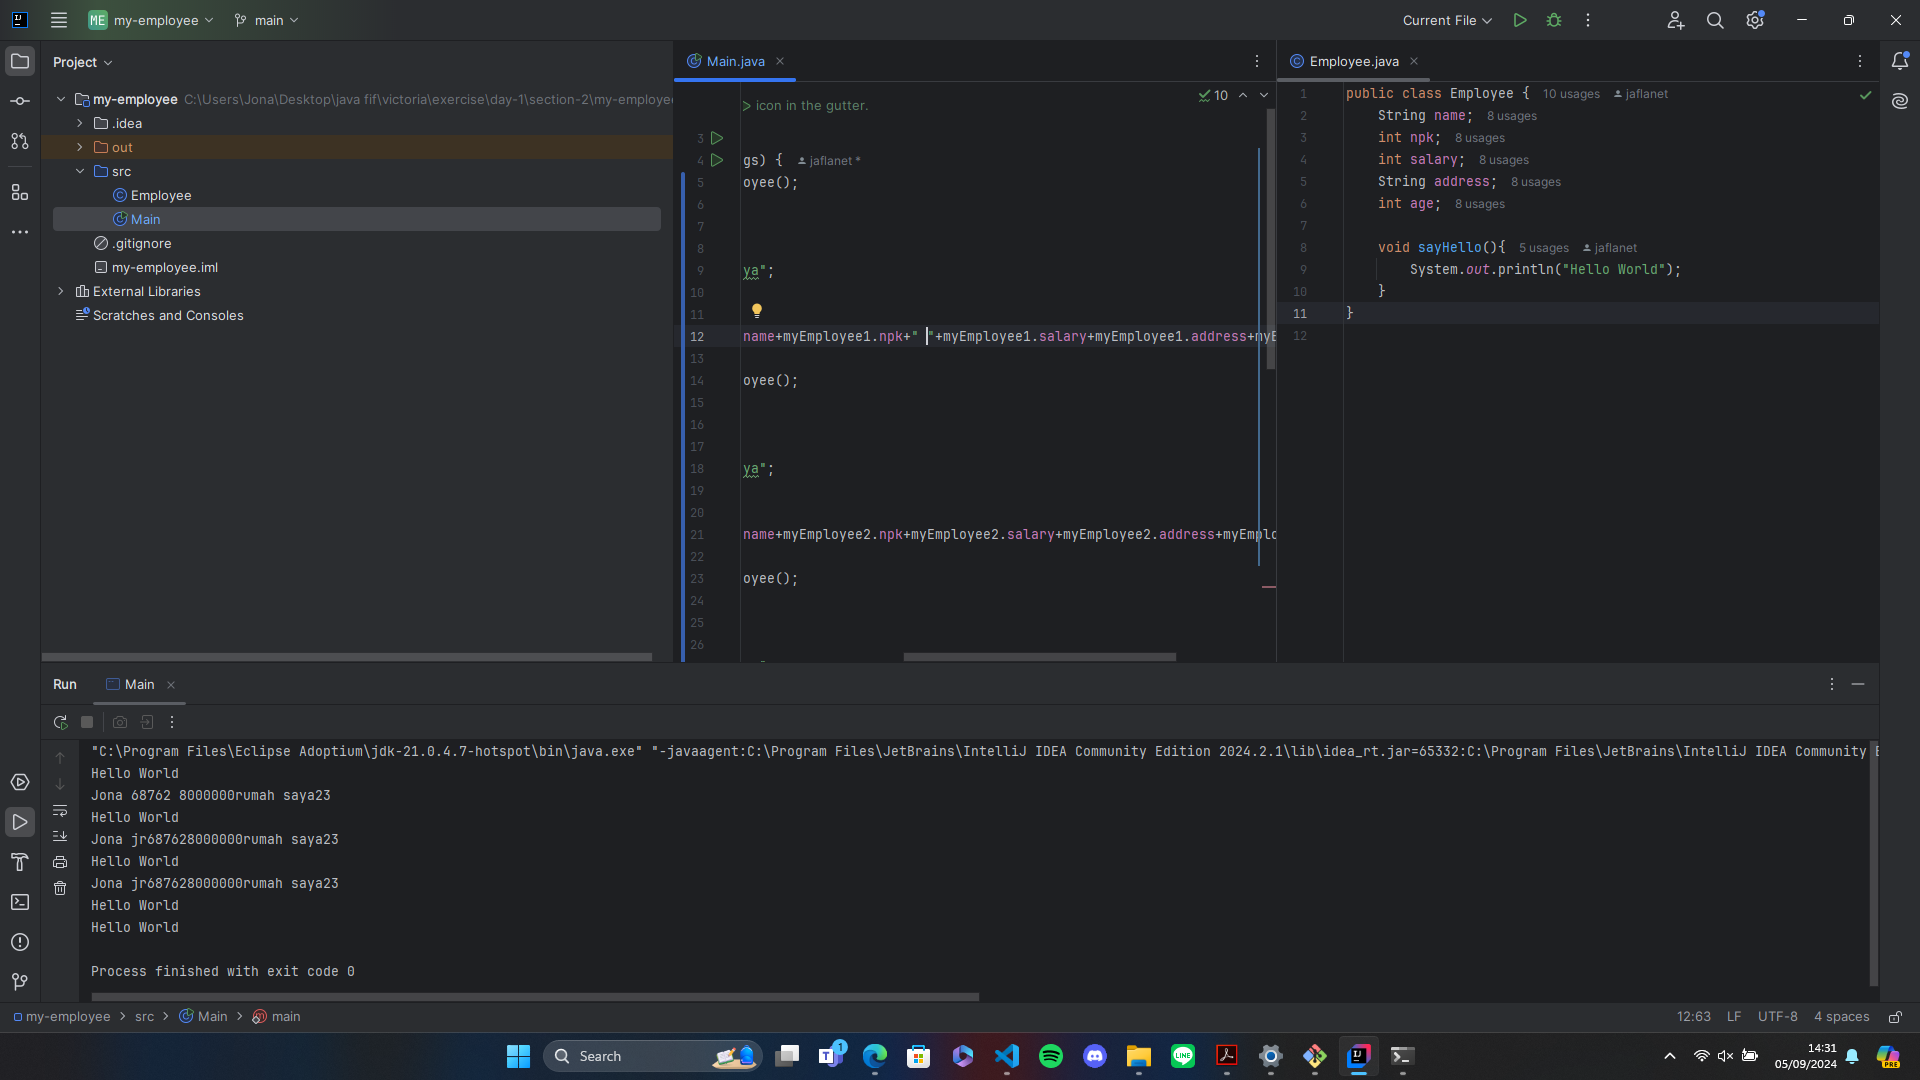 ME my-employee main Current File
Project
my-employee C:\Users\Jona\Desktop\java fif\victoria\exercise\day-1\section-2\my-employee
.idea
out
src
Employee
Main
.gitignore
my-employee.iml
External Libraries
Scratches and Consoles
Main.java
> icon in the gutter.
10
3
4 gs) { jaflanet *
5 oyee();
6
7
8
9 ya";
10
11
12 name+myEmployee1.npk+" "+myEmployee1.salary+myEmployee1.address+myE
13
14 oyee();
15
16
17
18 ya";
19
20
21 name+myEmployee2.npk+myEmployee2.salary+myEmployee2.address+myEmplo
22
23 oyee();
24
25
26
Employee.java
1 public class Employee { 10 usages jaflanet
2 String name; 8 usages
3 int npk; 8 usages
4 int salary; 8 usages
5 String address; 8 usages
6 int age; 8 usages
7
8 void sayHello(){ 5 usages jaflanet
9 System.out.println("Hello World");
10 }
11 }
12
Run Main
"C:\Program Files\Eclipse Adoptium\jdk-21.0.4.7-hotspot\bin\java.exe" "-javaagent:C:\Program Files\JetBrains\IntelliJ IDEA Community Edition 2024.2.1\lib\idea_rt.jar=65332:C:\Program Files\JetBrains\IntelliJ IDEA Community E
Hello World
Jona 68762 8000000rumah saya23
Hello World
Jona jr687628000000rumah saya23
Hello World
Jona jr687628000000rumah saya23
Hello World
Hello World
Process finished with exit code 0
my-employee > src > Main > main 12:63 LF UTF-8 4 spaces
Search 1 LINE PRE
14:31
05/09/2024